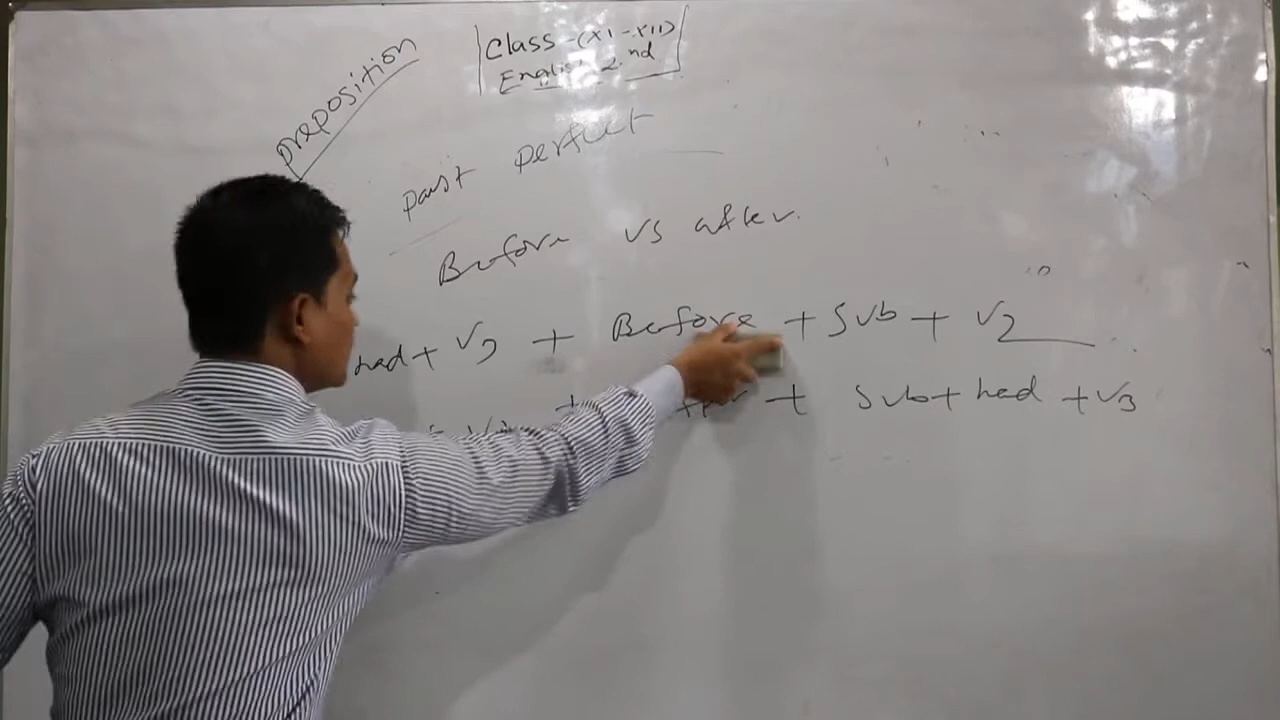 preposition
Class-(XI-XII)
English 2nd
past perfect
Before vs after
had + V3 + Before + Sub + V2
+ Sub + had + V3